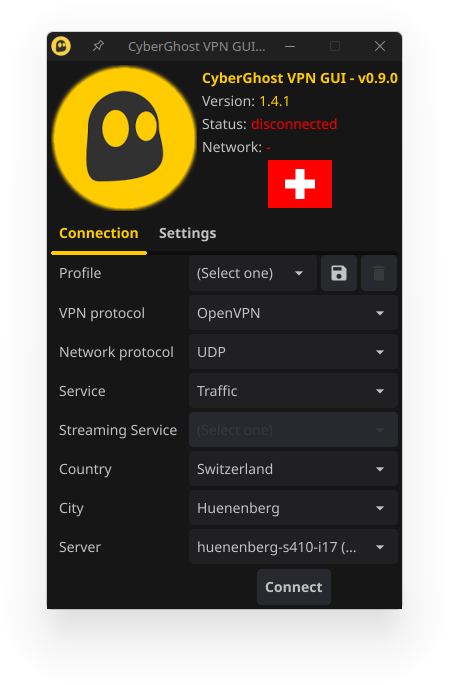 CyberGhost VPN GUI...
CyberGhost VPN GUI - v0.9.0
Version: 1.4.1
Status: disconnected
Network: -
Connection Settings
Profile (Select one)
VPN protocol OpenVPN
Network protocol UDP
Service Traffic
Streaming Service (Select one)
Country Switzerland
City Huenenberg
Server huenenberg-s410-i17 (...
Connect